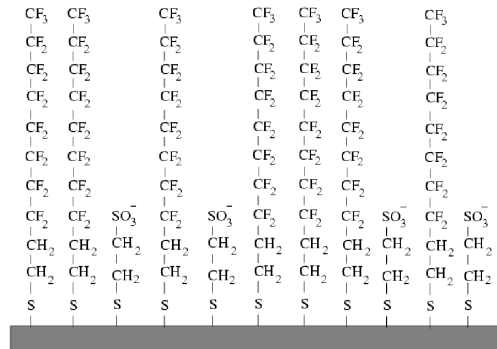 CF₃ CF₃ CF₃ CF₃ CF₃ CF₃ CF₃
CF₂ CF₂ CF₂ CF₂ CF₂ CF₂ CF₂
CF₂ CF₂ CF₂ CF₂ CF₂ CF₂ CF₂
CF₂ CF₂ CF₂ CF₂ CF₂ CF₂ CF₂
CF₂ CF₂ CF₂ CF₂ CF₂ CF₂ CF₂
CF₂ CF₂ CF₂ CF₂ CF₂ CF₂ CF₂
CF₂ CF₂ CF₂ CF₂ CF₂ CF₂ CF₂
CF₂ CF₂ SO₃⁻ CF₂ SO₃⁻ CF₂ CF₂ CF₂ SO₃⁻ CF₂ SO₃⁻
CH₂ CH₂ CH₂ CH₂ CH₂ CH₂ CH₂ CH₂ CH₂ CH₂ CH₂
CH₂ CH₂ CH₂ CH₂ CH₂ CH₂ CH₂ CH₂ CH₂ CH₂ CH₂
S S S S S S S S S S S